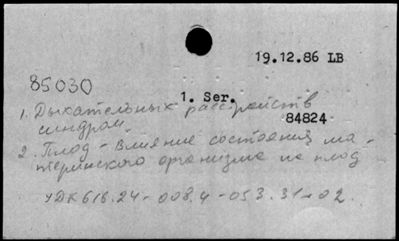 19.12.86 LB
85030
1. Ser.
84824
1. Дыхательных расстройств
синдром.
2. Плод - влияние состояния ма-
теринского организма на плод
УДК 616.24-008.4-053.31-02